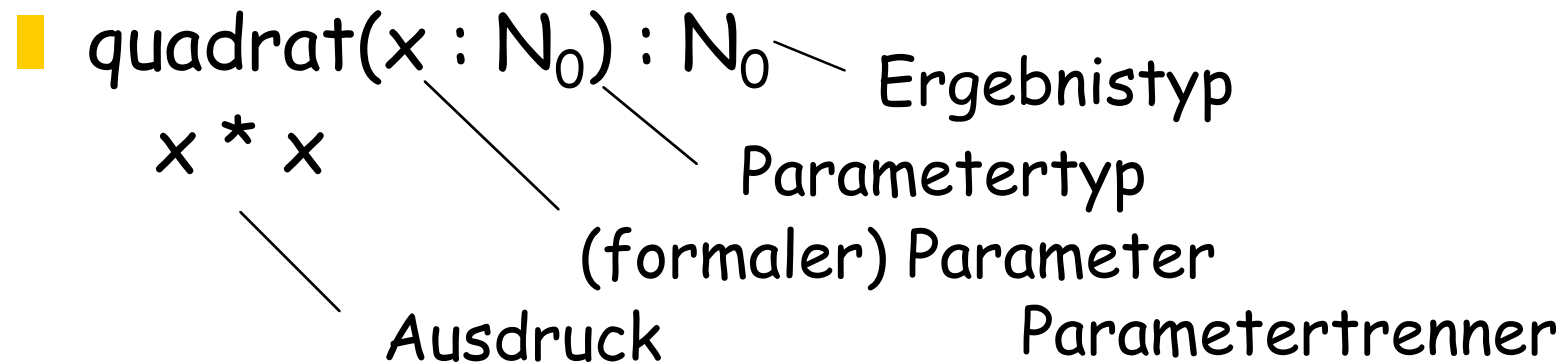 quadrat(x : N₀) : N₀
Ergebnistyp
x * x
Parametertyp
(formaler) Parameter
Ausdruck
Parametertrenner